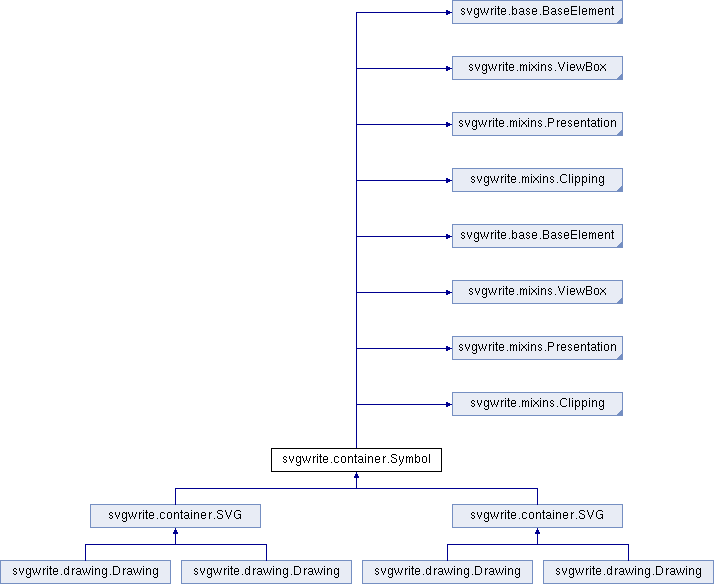 svgwrite.base.BaseElement
svgwrite.mixins.ViewBox
svgwrite.mixins.Presentation
svgwrite.mixins.Clipping
svgwrite.base.BaseElement
svgwrite.mixins.ViewBox
svgwrite.mixins.Presentation
svgwrite.mixins.Clipping
svgwrite.container.Symbol
svgwrite.container.SVG svgwrite.container.SVG
svgwrite.drawing.Drawing svgwrite.drawing.Drawing svgwrite.drawing.Drawing svgwrite.drawing.Drawing